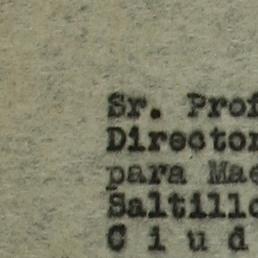 Sr. Prof
Director
para Mae
Saltillo
C i u d